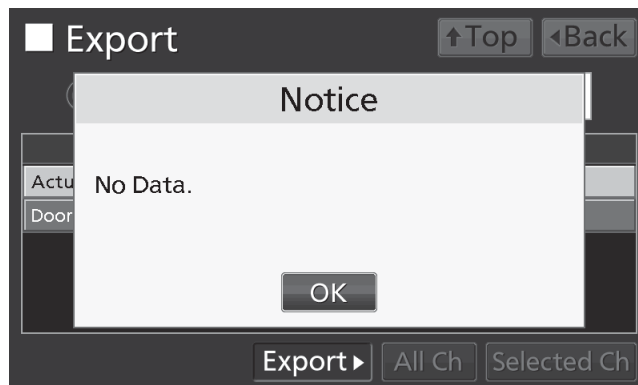 Export
↑Top
◂Back
Notice
Actu
No Data.
Door
OK
Export▸
All Ch
Selected Ch